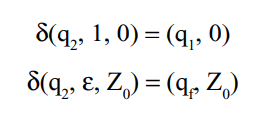 δ(q₂, 1, 0) = (q₁, 0)
δ(q₂, ε, Z₀) = (q_f, Z₀)